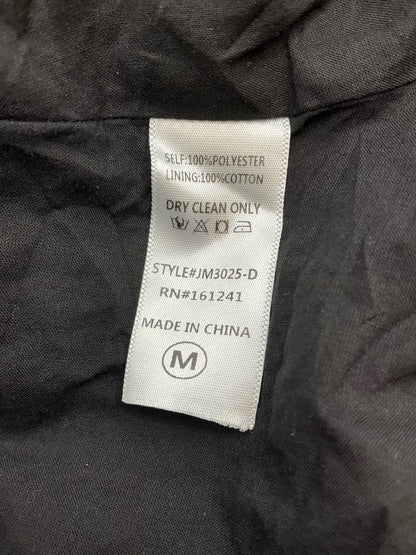 SELF:100%POLYESTER
LINING:100%COTTON
DRY CLEAN ONLY
STYLE#JM3025-D
RN#161241
MADE IN CHINA
M